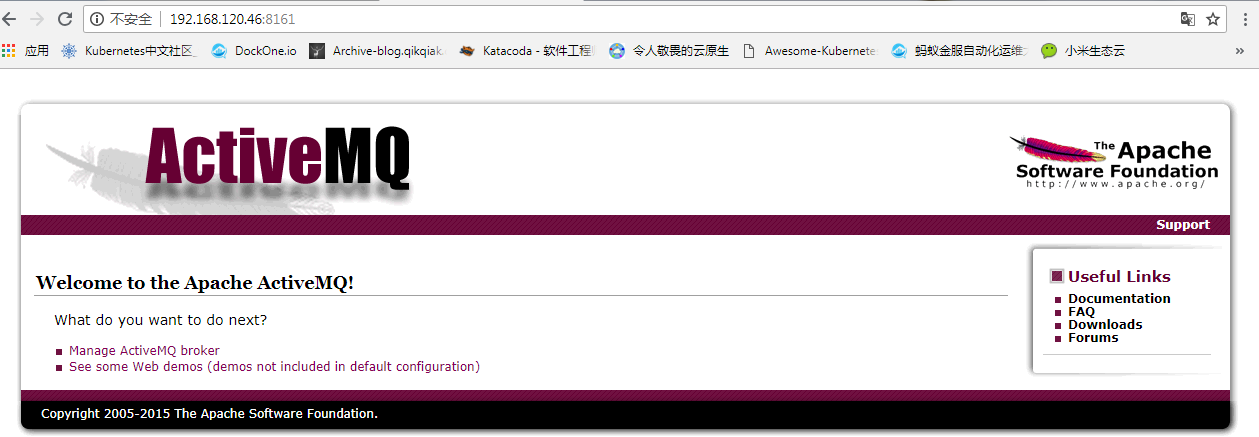 不安全 192.168.120.46:8161
应用 Kubernetes中文社区 DockOne.io Archive-blog.qikqiak. Katacoda - 软件工程 令人敬畏的云原生 Awesome-Kubernete 蚂蚁金服自动化运维 小米生态云 »
ActiveMQ
The Apache
Software Foundation
http://www.apache.org/
Support
Welcome to the Apache ActiveMQ!
What do you want to do next?
Manage ActiveMQ broker
See some Web demos (demos not included in default configuration)
Useful Links
Documentation
FAQ
Downloads
Forums
Copyright 2005-2015 The Apache Software Foundation.